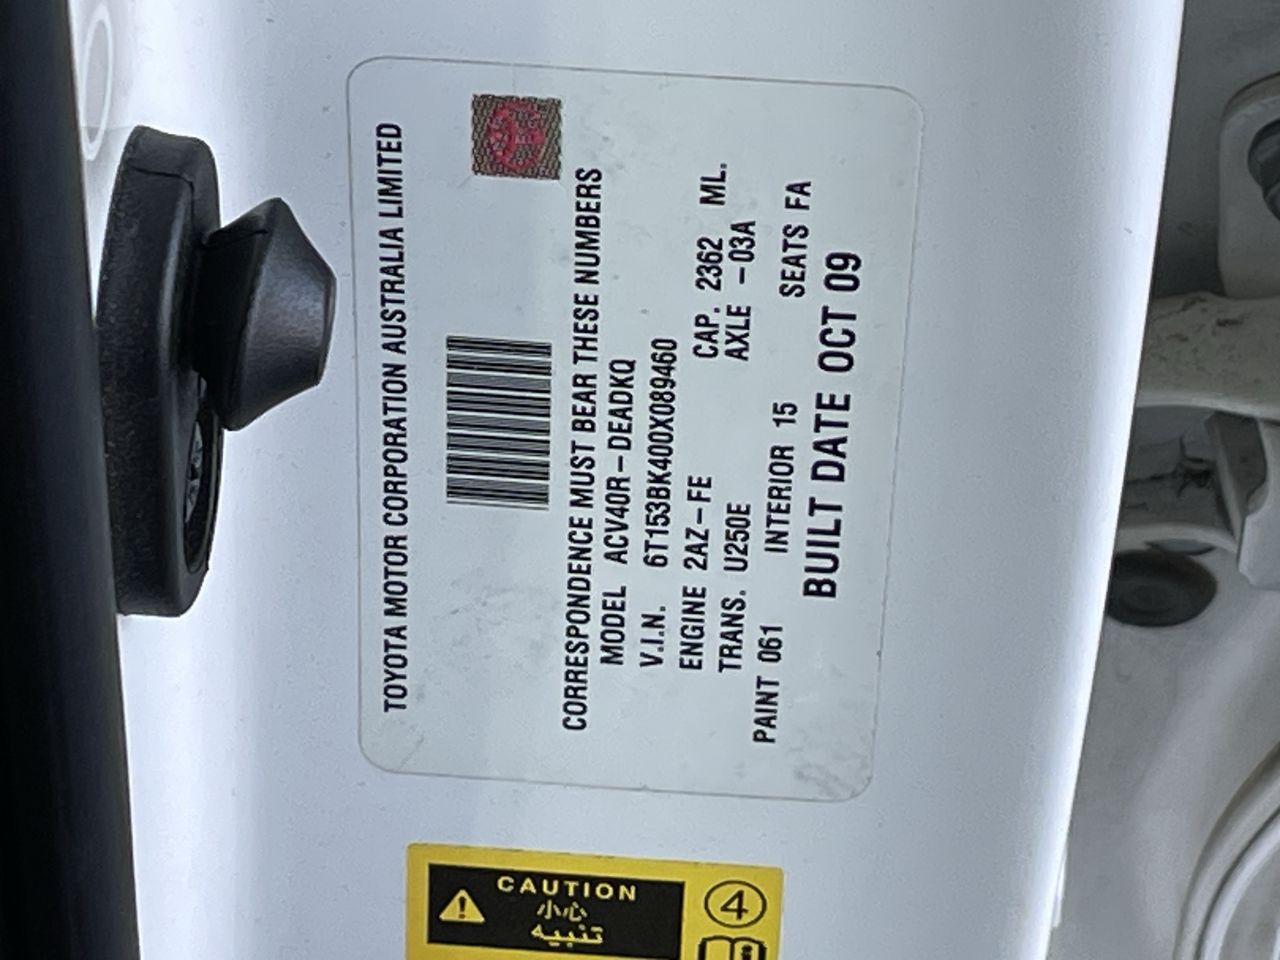 TOYOTA MOTOR CORPORATION AUSTRALIA LIMITED
CORRESPONDENCE MUST BEAR THESE NUMBERS
MODEL ACV40R-DEADKQ
V.I.N. 6T153BK400X089460
ENGINE 2AZ-FE CAP. 2362 ML.
TRANS. U250E AXLE -03A
PAINT 061 INTERIOR 15 SEATS FA
BUILT DATE OCT 09
CAUTION
小心
تنبيه
4